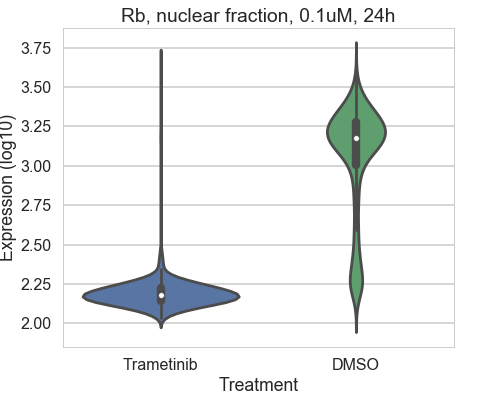 Rb, nuclear fraction, 0.1uM, 24h
3.75
3.50
3.25
3.00
2.75
2.50
2.25
2.00
Expression (log10)
Trametinib DMSO
Treatment